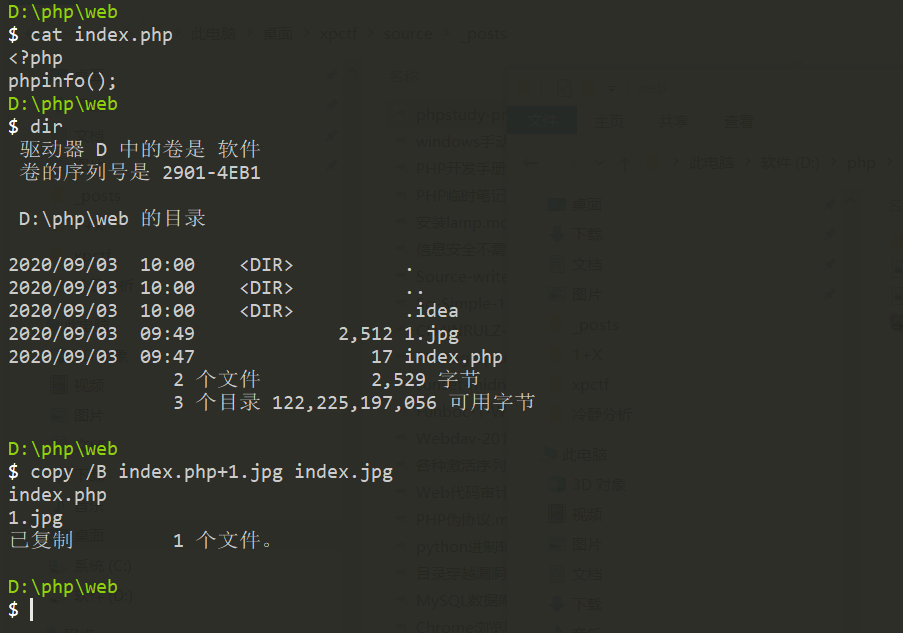 D:\php\web
$ cat index.php
<?php
phpinfo();
D:\php\web
$ dir
 驱动器 D 中的卷是 软件
 卷的序列号是 2901-4EB1
 D:\php\web 的目录
2020/09/03  10:00    <DIR>          .
2020/09/03  10:00    <DIR>          ..
2020/09/03  10:00    <DIR>          .idea
2020/09/03  09:49             2,512 1.jpg
2020/09/03  09:47                17 index.php
               2 个文件          2,529 字节
               3 个目录 122,225,197,056 可用字节
D:\php\web
$ copy /B index.php+1.jpg index.jpg
index.php
1.jpg
已复制         1 个文件。
D:\php\web
$